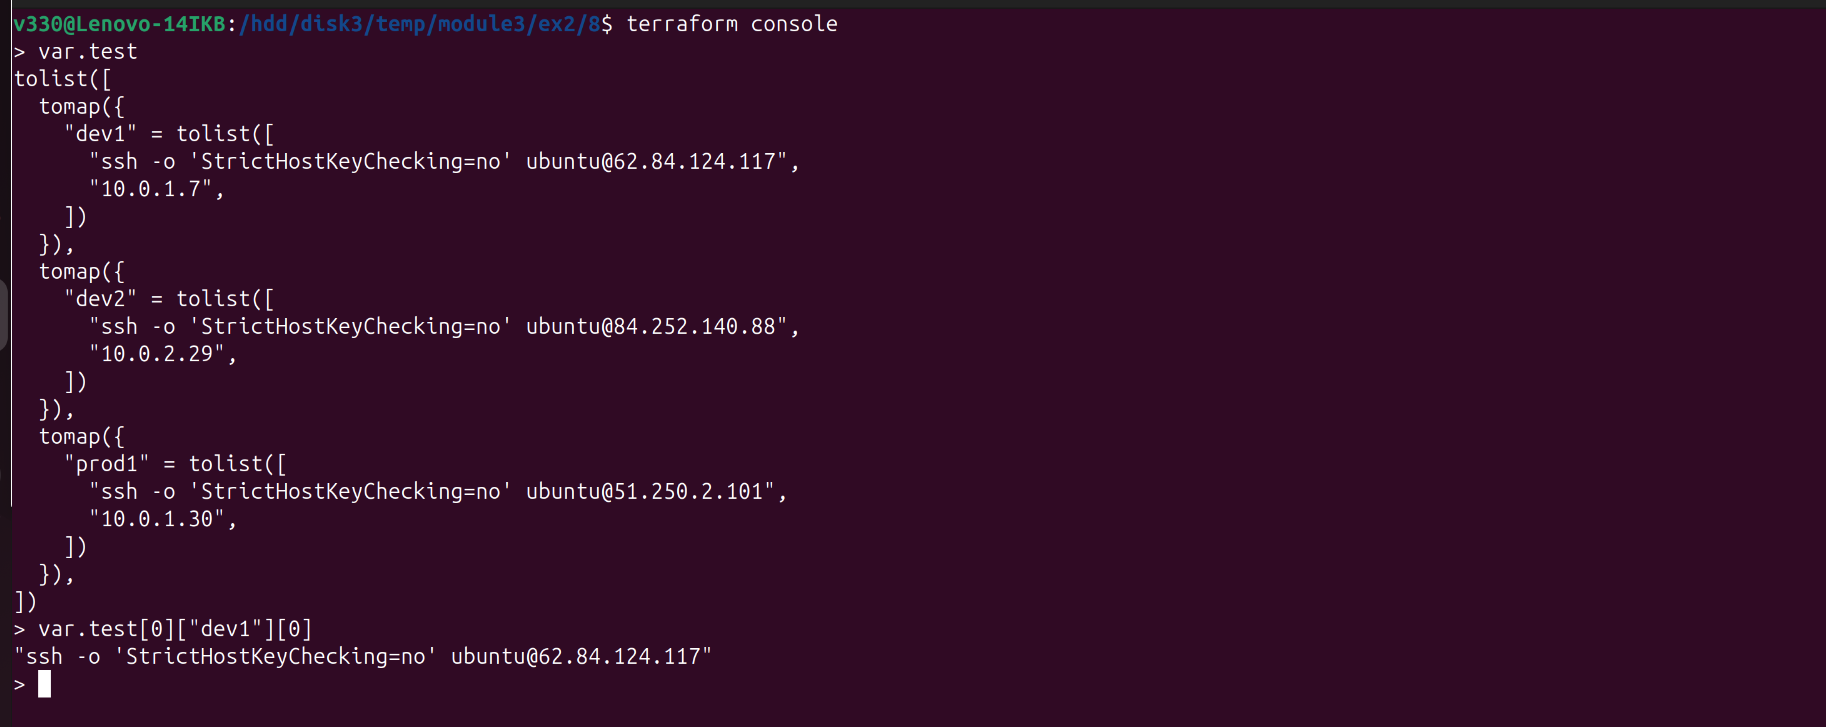 v330@Lenovo-14IKB:/hdd/disk3/temp/module3/ex2/8$ terraform console
> var.test
tolist([
  tomap({
    "dev1" = tolist([
      "ssh -o 'StrictHostKeyChecking=no' ubuntu@62.84.124.117",
      "10.0.1.7",
    ])
  }),
  tomap({
    "dev2" = tolist([
      "ssh -o 'StrictHostKeyChecking=no' ubuntu@84.252.140.88",
      "10.0.2.29",
    ])
  }),
  tomap({
    "prod1" = tolist([
      "ssh -o 'StrictHostKeyChecking=no' ubuntu@51.250.2.101",
      "10.0.1.30",
    ])
  }),
])
> var.test[0]["dev1"][0]
"ssh -o 'StrictHostKeyChecking=no' ubuntu@62.84.124.117"
>